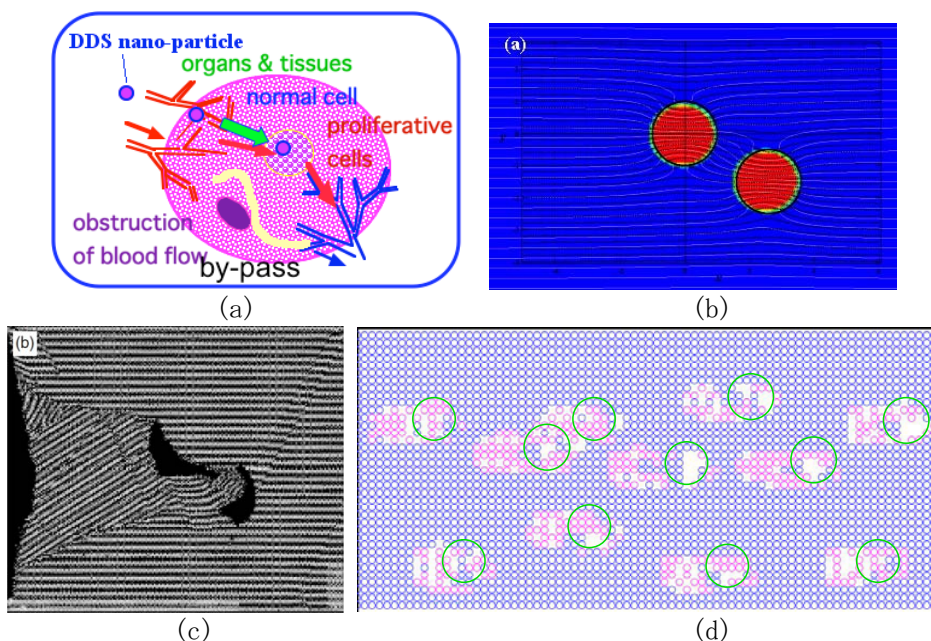 DDS nano-particle
organs & tissues
normal cell
proliferative
cells
obstruction
of blood flow
by-pass
(a)
(a)
(b)
(b)
(c)
(d)